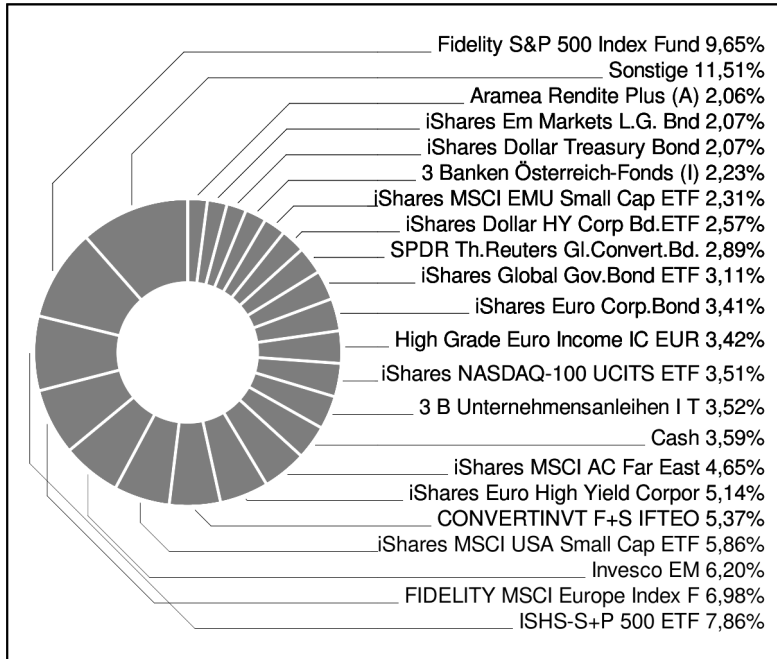 Fidelity S&P 500 Index Fund 9,65%
Sonstige 11,51%
Aramea Rendite Plus (A) 2,06%
iShares Em Markets L.G. Bnd 2,07%
iShares Dollar Treasury Bond 2,07%
3 Banken Österreich-Fonds (I) 2,23%
iShares MSCI EMU Small Cap ETF 2,31%
iShares Dollar HY Corp Bd.ETF 2,57%
SPDR Th.Reuters Gl.Convert.Bd. 2,89%
iShares Global Gov.Bond ETF 3,11%
iShares Euro Corp.Bond 3,41%
High Grade Euro Income IC EUR 3,42%
iShares NASDAQ-100 UCITS ETF 3,51%
3 B Unternehmensanleihen I T 3,52%
Cash 3,59%
iShares MSCI AC Far East 4,65%
iShares Euro High Yield Corpor 5,14%
CONVERTINVT F+S IFTEO 5,37%
iShares MSCI USA Small Cap ETF 5,86%
Invesco EM 6,20%
FIDELITY MSCI Europe Index F 6,98%
ISHS-S+P 500 ETF 7,86%